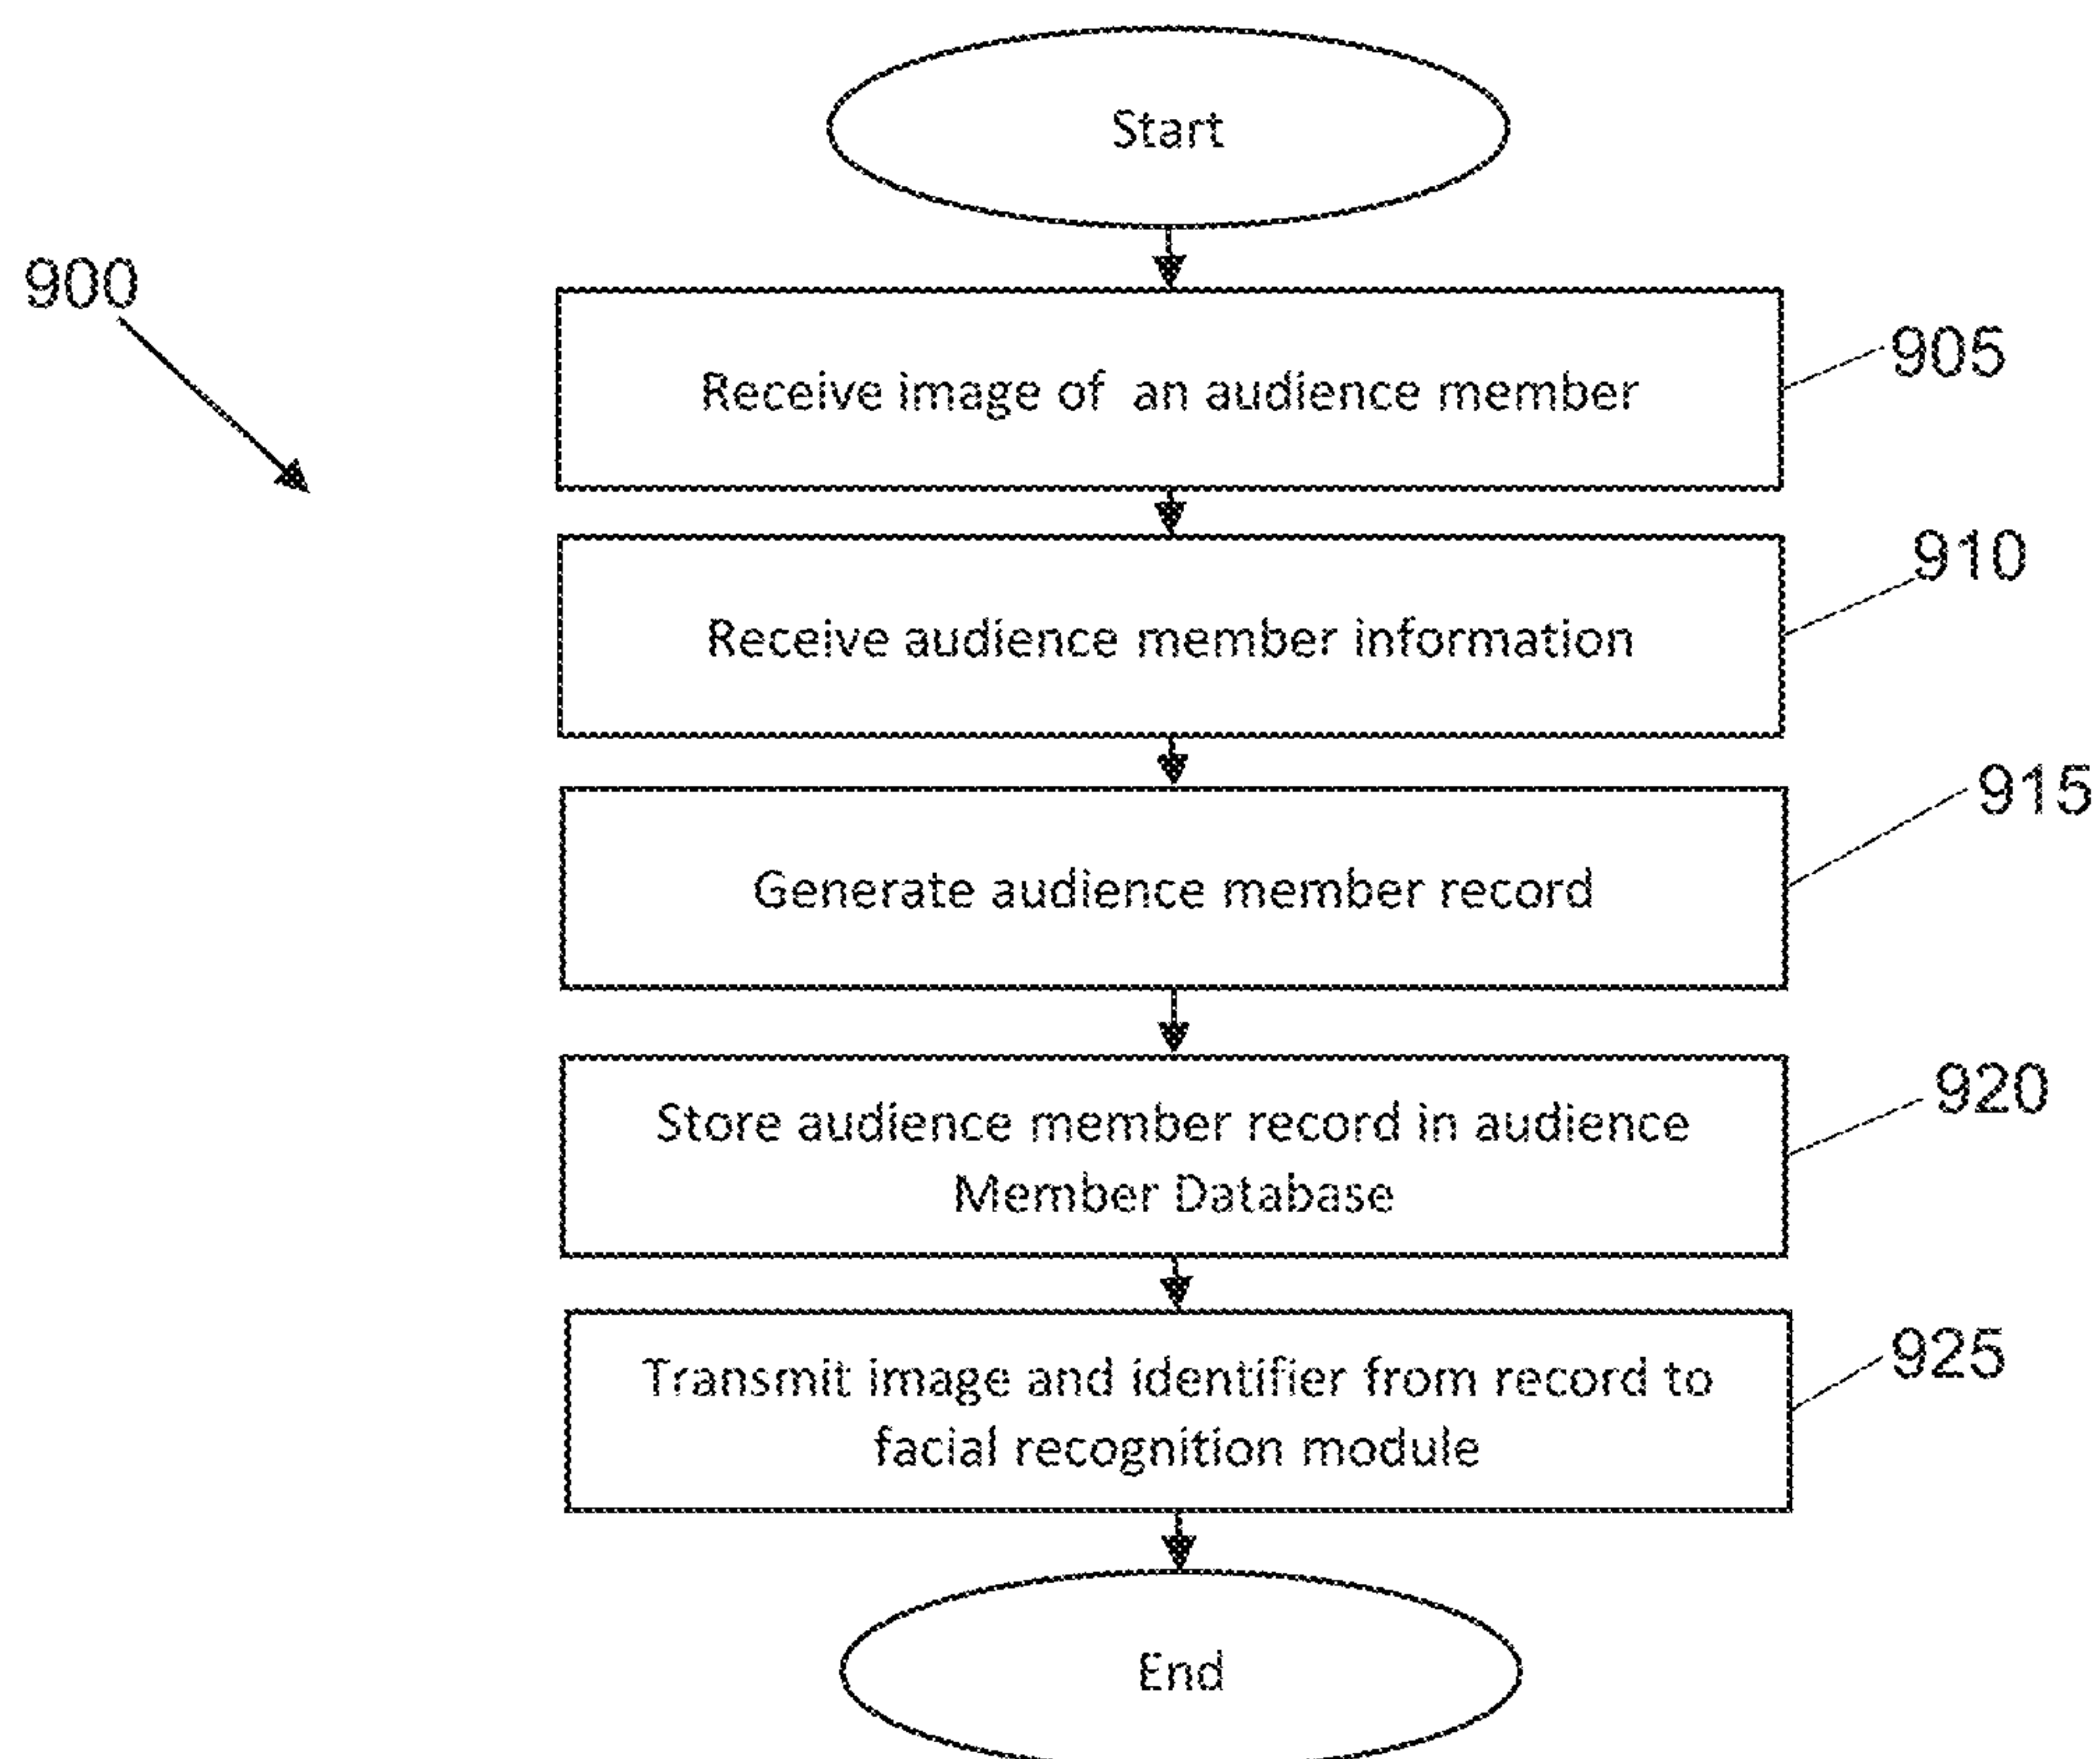 Start
900
Receive image of an audience member
905
Receive audience member information
910
Generate audience member record
915
Store audience member record in audience
Member Database
920
Transmit image and identifier from record to
facial recognition module
925
End